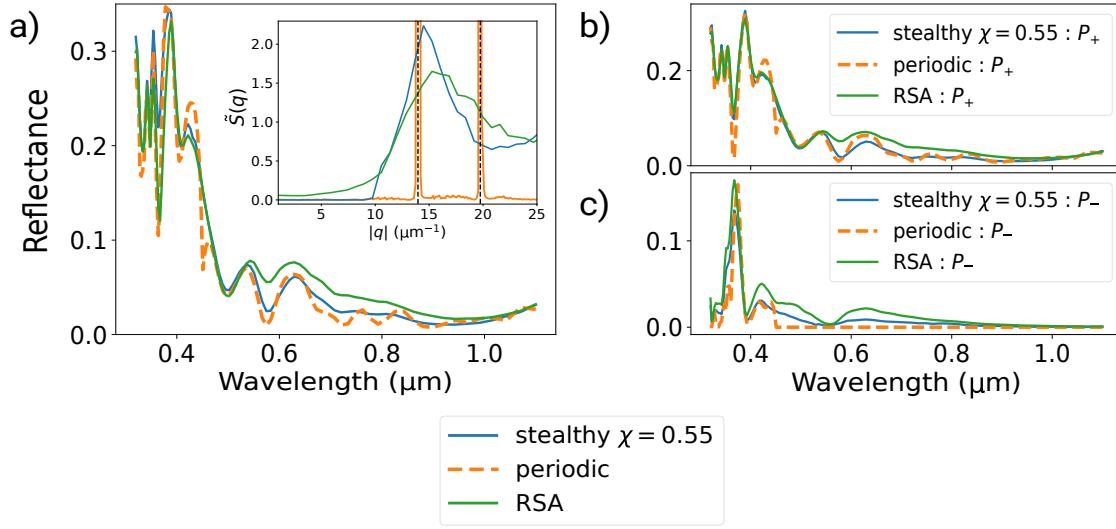 a)
Reflectance
0.3
0.2
0.1
0.0
0.4
0.6
0.8
1.0
Wavelength (μm)
S̃(q)
2.0
1.5
1.0
0.5
0.0
5
10
15
20
25
|q| (μm⁻¹)
b)
0.2
0.0
stealthy χ = 0.55 : P₊
periodic : P₊
RSA : P₊
c)
0.1
0.0
stealthy χ = 0.55 : P₋
periodic : P₋
RSA : P₋
0.4
0.6
0.8
1.0
Wavelength (μm)
stealthy χ = 0.55
periodic
RSA